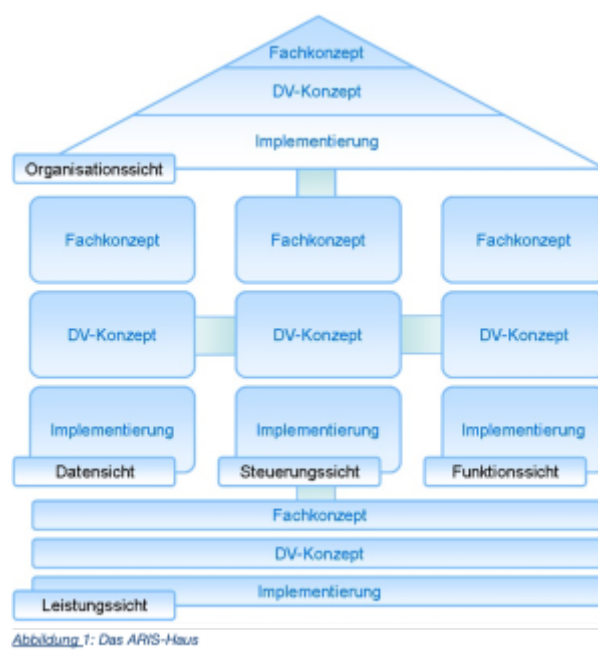 Fachkonzept
DV-Konzept
Implementierung
Organisationssicht
Fachkonzept Fachkonzept Fachkonzept
DV-Konzept DV-Konzept DV-Konzept
Implementierung Implementierung Implementierung
Datensicht Steuerungssicht Funktionssicht
Fachkonzept
DV-Konzept
Implementierung
Leistungssicht
Abbildung 1: Das ARIS-Haus